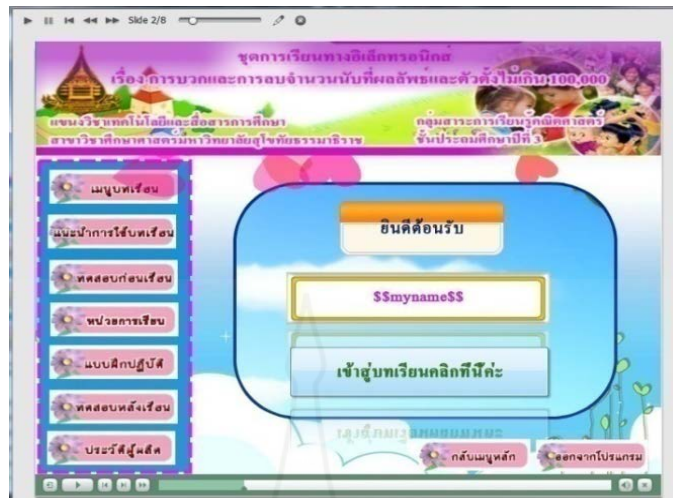 Slide 2/8
ชุดการเรียนทางอิเล็กทรอนิกส์
เรื่อง การบวกและการลบจำนวนนับที่ผลลัพธ์และตัวตั้งไม่เกิน 100,000
แขนงวิชาเทคโนโลยีและสื่อสารการศึกษา
กลุ่มสาระการเรียนรู้คณิตศาสตร์
สาขาวิชาศึกษาศาสตร์มหาวิทยาลัยสุโขทัยธรรมาธิราช
ชั้นประถมศึกษาปีที่ 3
เมนูบทเรียน
แนะนำการใช้บทเรียน
ทดสอบก่อนเรียน
หน่วยการเรียน
แบบฝึกปฏิบัติ
ทดสอบหลังเรียน
ประวัติผู้ผลิต
ยินดีต้อนรับ
$$myname$$
เข้าสู่บทเรียนคลิกที่นี่ค่ะ
กลับเมนูหลัก
ออกจากโปรแกรม